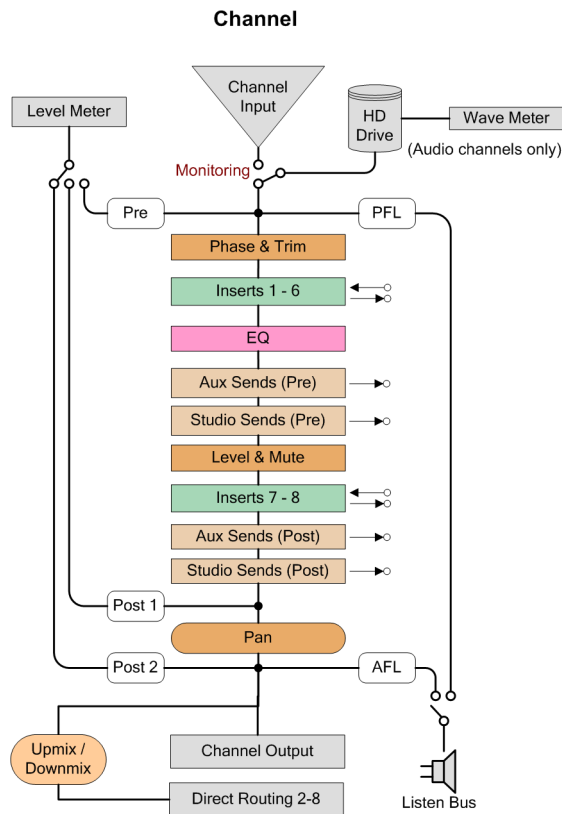 Channel
Channel
Input
Level Meter
HD
Drive
Wave Meter
(Audio channels only)
Monitoring
Pre
PFL
Phase & Trim
Inserts 1 - 6
EQ
Aux Sends (Pre)
Studio Sends (Pre)
Level & Mute
Inserts 7 - 8
Aux Sends (Post)
Studio Sends (Post)
Post 1
Pan
Post 2
AFL
Upmix /
Downmix
Channel Output
Direct Routing 2-8
Listen Bus